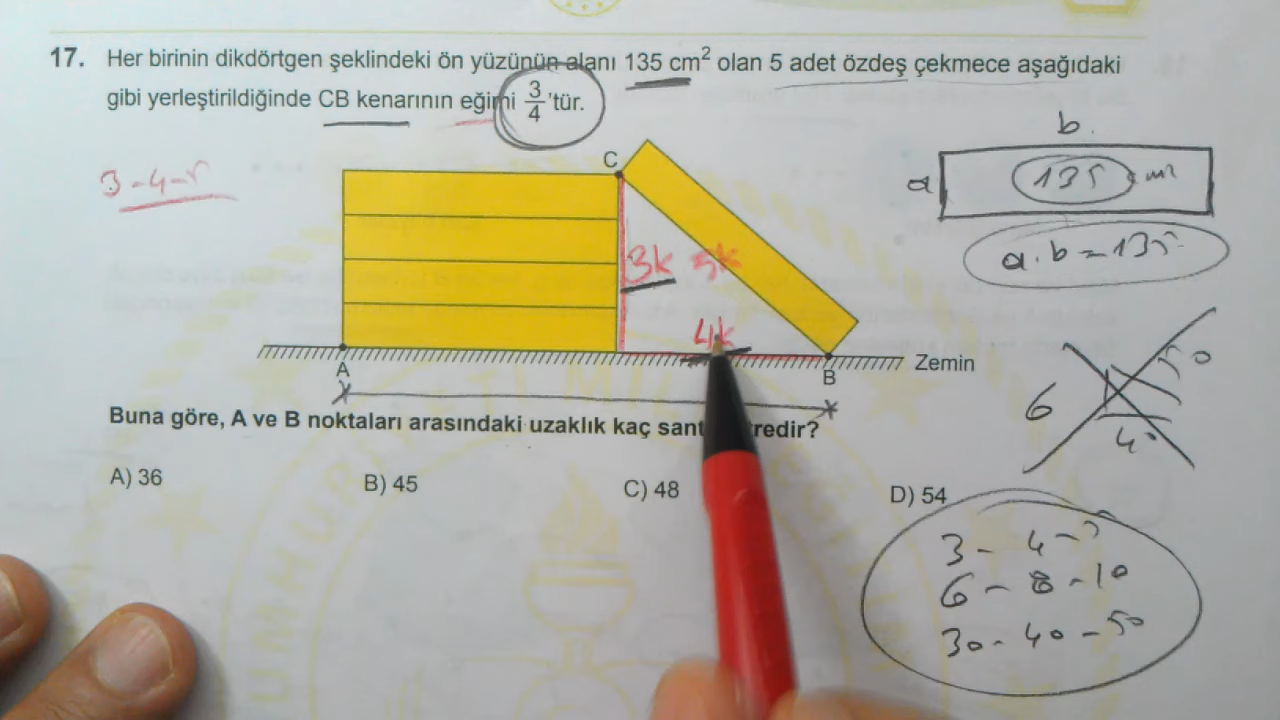 17. Her birinin dikdörtgen şeklindeki ön yüzünün alanı 135 cm² olan 5 adet özdeş çekmece aşağıdaki
gibi yerleştirildiğinde CB kenarının eğimi 3/4 'tür.
b
a 135 cm²
a.b = 135
3-4-5
C
3k 5k
4k
Zemin
A B
6 10
4
Buna göre, A ve B noktaları arasındaki uzaklık kaç
A) 36 B) 45 C) 48 D) 54
3 - 4 - 5
6 - 8 - 10
30 - 40 - 50